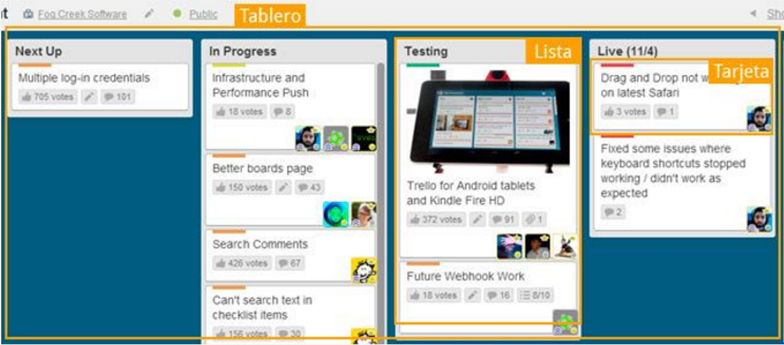 t Fog Creek Software Public Tablero Sho
Next Up
Multiple log-in credentials
705 votes 101
In Progress
Infrastructure and
Performance Push
18 votes 8
Better boards page
150 votes 43
Search Comments
426 votes 67
Can't search text in
checklist items
156 votes 30
Testing Lista
Trello for Android tablets
and Kindle Fire HD
372 votes 91 1
Future Webhook Work
18 votes 16 8/10
Live (11/4)
Tarjeta
Drag and Drop not w
on latest Safari
3 votes 1
Fixed some issues where
keyboard shortcuts stopped
working / didn't work as
expected
2